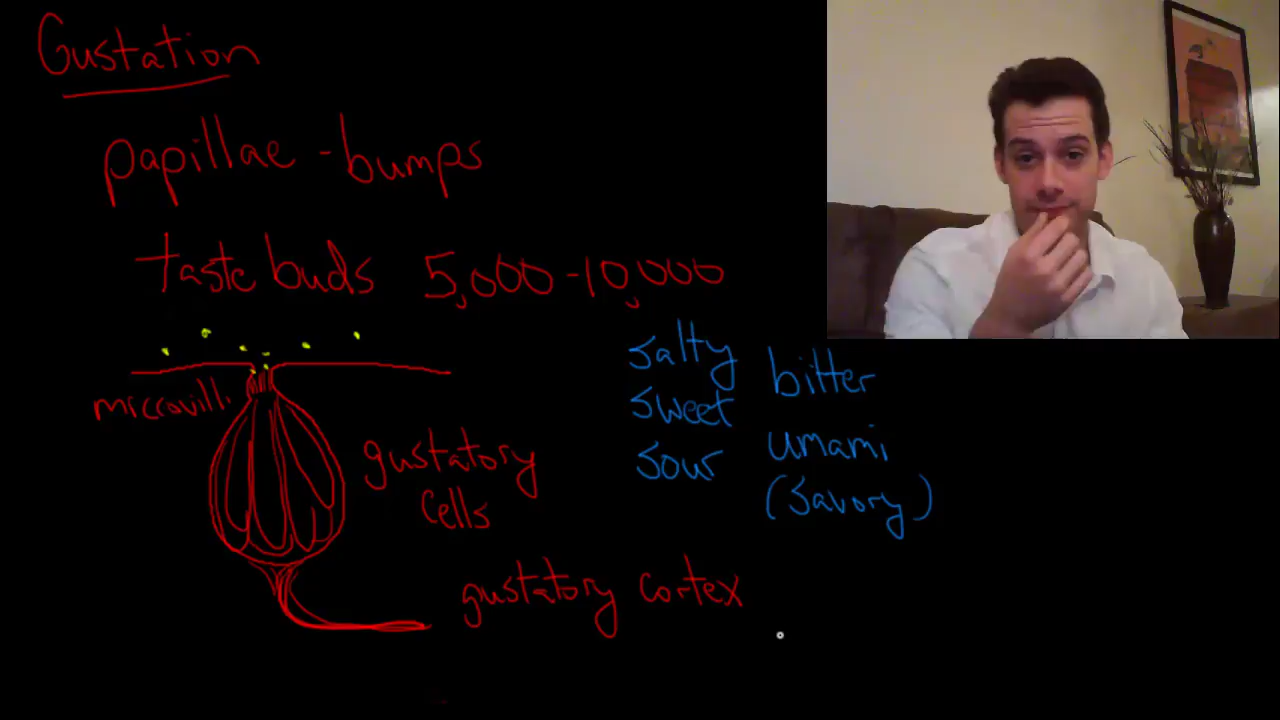 Gustation
papillae - bumps
taste buds 5,000 - 10,000
salty
bitter
sweet
microvilli
umami
sour
gustatory
cells
(savory)
gustatory cortex